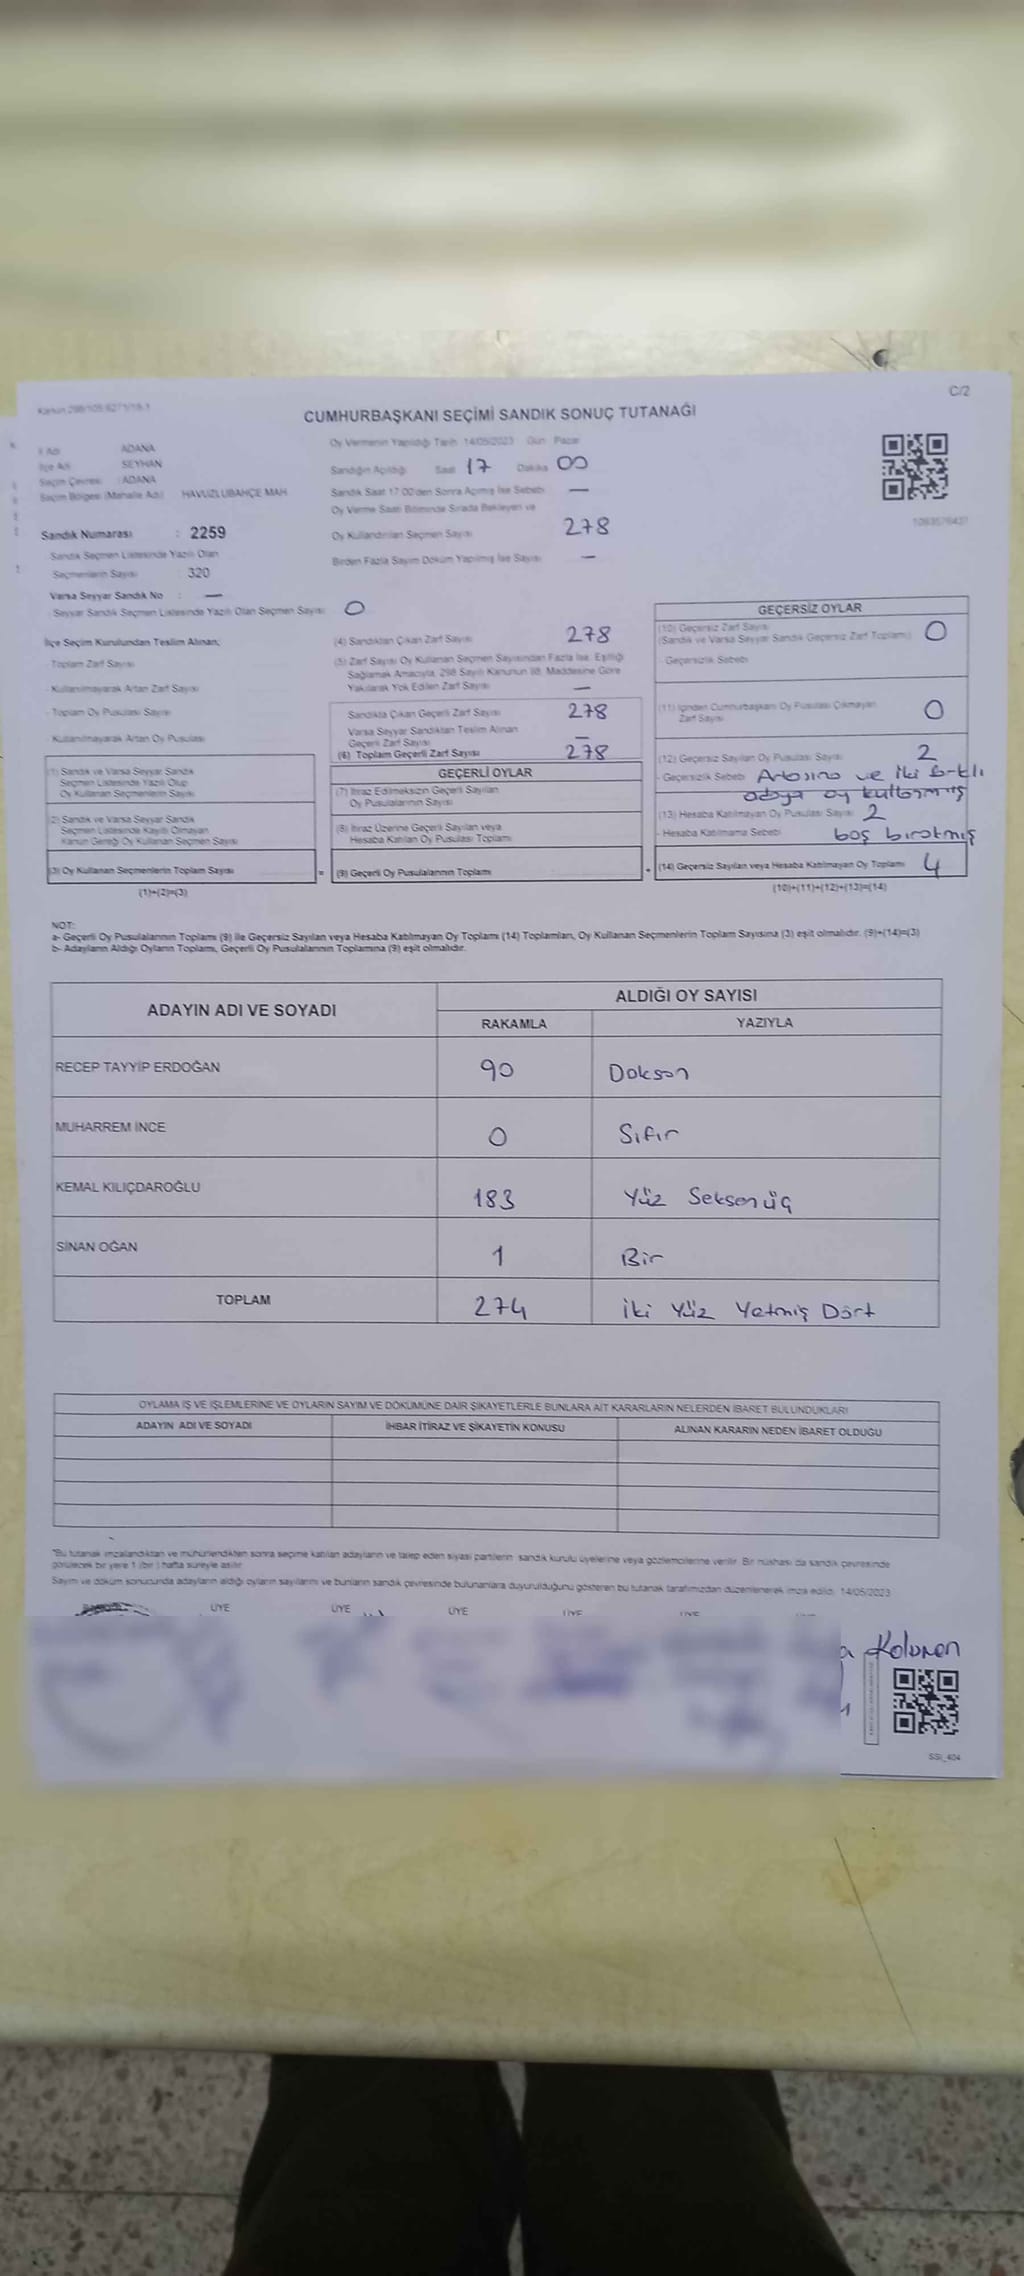 Kanun 298/105 6271/18-1
C/2
CUMHURBAŞKANI SEÇİMİ SANDIK SONUÇ TUTANAĞI
İl Adı ADANA
İlçe Adı SEYHAN
Seçim Çevresi : ADANA
Seçim Bölgesi (Mahalle Adı) HAVUZLUBAHÇE MAH
Sandık Numarası : 2259
Sandık Seçmen Listesinde Yazılı Olan
Seçmenlerin Sayısı : 320
Varsa Seyyar Sandık No : —
Seyyar Sandık Seçmen Listesinde Yazılı Olan Seçmen Sayısı : 0
Oy Vermenin Yapıldığı Tarih 14/05/2023 Gün Pazar
Sandığın Açıldığı Saat 17 Dakika 00
Sandık Saat 17:00'den Sonra Açılmış İse Sebebi —
Oy Verme Saati Bitiminde Sırada Bekleyen ve
Oy Kullandırılan Seçmen Sayısı 278
Birden Fazla Sayım Döküm Yapılmış İse Sayısı —
İlçe Seçim Kurulundan Teslim Alınan;
- Toplam Zarf Sayısı
- Kullanılmayarak Artan Zarf Sayısı
- Toplam Oy Pusulası Sayısı
- Kullanılmayarak Artan Oy Pusulası
(1) Sandık ve Varsa Seyyar Sandık
Seçmen Listesinde Yazılı Olup
Oy Kullanan Seçmenlerin Sayısı
(2) Sandık ve Varsa Seyyar Sandık
Seçmen Listesinde Kayıtlı Olmayan
Kanun Gereği Oy Kullanan Seçmen Sayısı
(3) Oy Kullanan Seçmenlerin Toplam Sayısı
(1)+(2)=(3)
(4) Sandıktan Çıkan Zarf Sayısı 278
(5) Zarf Sayısı Oy Kullanan Seçmen Sayısından Fazla İse, Eşitliği
Sağlamak Amacıyla, 298 Sayılı Kanunun 98. Maddesine Göre
Yakılarak Yok Edilen Zarf Sayısı —
Sandıkta Çıkan Geçerli Zarf Sayısı 278
Varsa Seyyar Sandıktan Teslim Alınan
Geçerli Zarf Sayısı —
(6) Toplam Geçerli Zarf Sayısı 278
GEÇERLİ OYLAR
(7) İtiraz Edilmeksizin Geçerli Sayılan
Oy Pusulalarının Sayısı
(8) İtiraz Üzerine Geçerli Sayılan veya
Hesaba Katılan Oy Pusulası Toplamı
= (9) Geçerli Oy Pusulalarının Toplamı
GEÇERSİZ OYLAR
(10) Geçersiz Zarf Sayısı
(Sandık ve Varsa Seyyar Sandık Geçersiz Zarf Toplamı) 0
- Geçersizlik Sebebi
(11) İçinden Cumhurbaşkanı Oy Pusulası Çıkmayan
Zarf Sayısı 0
(12) Geçersiz Sayılan Oy Pusulası Sayısı 2
- Geçersizlik Sebebi Arkasına ve iki farklı
adaya oy kullanmış
(13) Hesaba Katılmayan Oy Pusulası Sayısı 2
- Hesaba Katılmama Sebebi boş bırakmış
+ (14) Geçersiz Sayılan veya Hesaba Katılmayan Oy Toplamı 4
(10)+(11)+(12)+(13)=(14)
NOT:
a- Geçerli Oy Pusulalarının Toplamı (9) ile Geçersiz Sayılan veya Hesaba Katılmayan Oy Toplamı (14) Toplamları, Oy Kullanan Seçmenlerin Toplam Sayısına (3) eşit olmalıdır. (9)+(14)=(3)
b- Adayların Aldığı Oyların Toplamı, Geçerli Oy Pusulalarının Toplamına (9) eşit olmalıdır.
ADAYIN ADI VE SOYADI ALDIĞI OY SAYISI
RAKAMLA YAZIYLA
RECEP TAYYİP ERDOĞAN 90 Doksan
MUHARREM İNCE 0 Sıfır
KEMAL KILIÇDAROĞLU 183 Yüz Seksenüç
SİNAN OĞAN 1 Bir
TOPLAM 274 İki Yüz Yetmiş Dört
OYLAMA İŞ VE İŞLEMLERİNE VE OYLARIN SAYIM VE DÖKÜMÜNE DAİR ŞİKAYETLERLE BUNLARA AİT KARARLARIN NELERDEN İBARET BULUNDUKLARI
ADAYIN ADI VE SOYADI İHBAR İTİRAZ VE ŞİKAYETİN KONUSU ALINAN KARARIN NEDEN İBARET OLDUĞU
*Bu tutanak imzalandıktan ve mühürlendikten sonra seçime katılan adayların ve talep eden siyasi partilerin sandık kurulu üyelerine veya gözlemcilerine verilir. Bir nüshası da sandık çevresinde
görülecek bir yere 1 (bir) hafta süreyle asılır.
Sayım ve döküm sonucunda adayların aldığı oyların sayılarını ve bunların sandık çevresinde bulunanlara duyurulduğunu gösteren bu tutanak tarafımızdan düzenlenerek imza edildi. 14/05/2023
ÜYE ÜYE ÜYE ÜYE
SSI_404